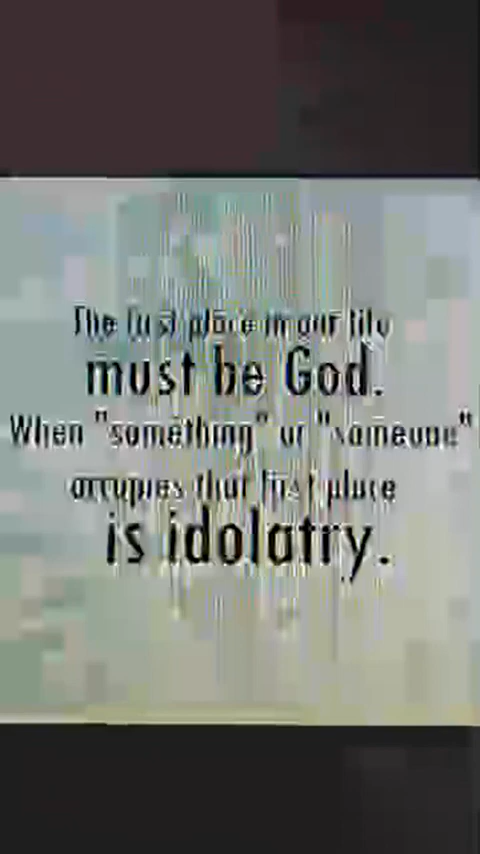 The first place in our life
must be God.
When "something" or "someone"
occupies that first place
is idolatry.